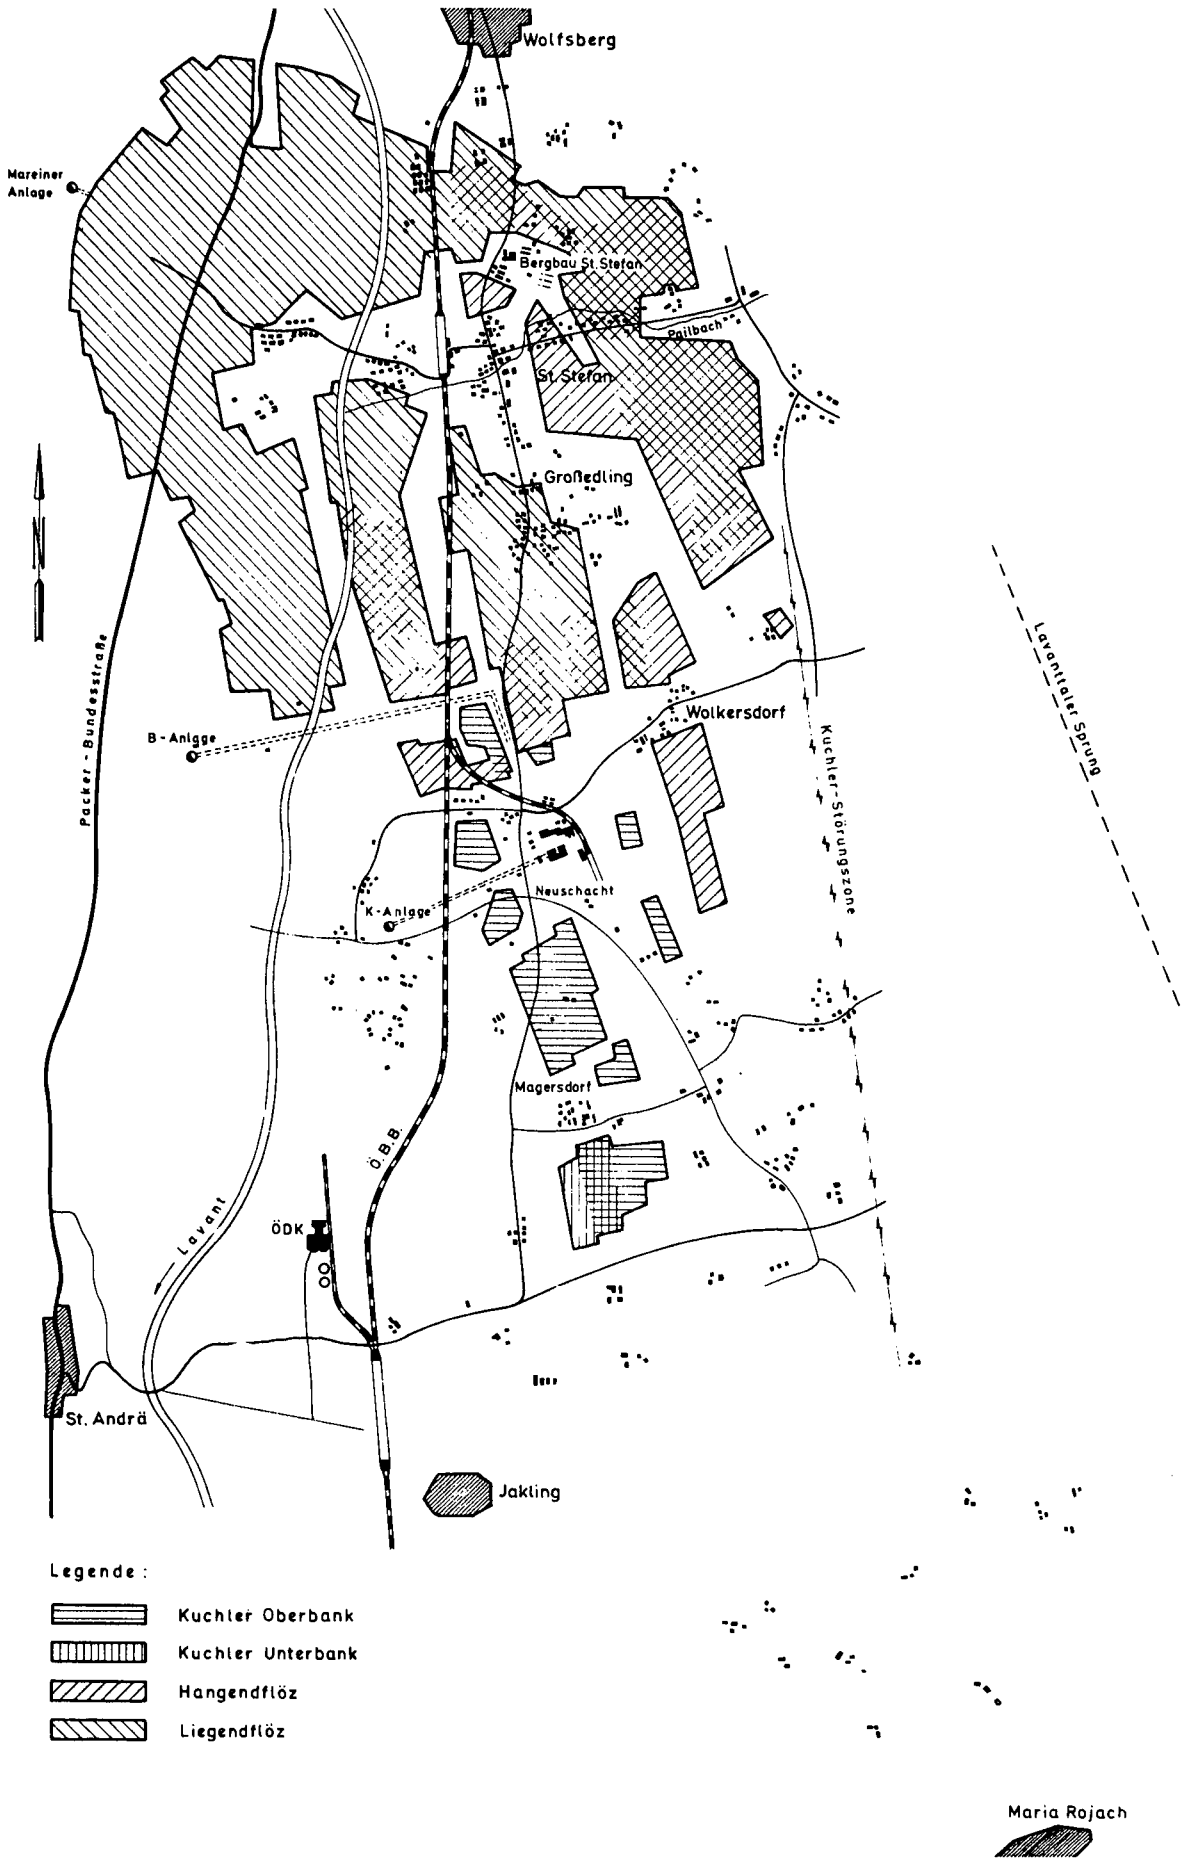 Wolfsberg
Mareiner
Anlage
Bergbau St. Stefan
Pailbach
St. Stefan
Großedling
Packer - Bundesstraße
Lavanttaler Sprung
Wolkersdorf
B - Anlage
Kuchler - Störungszone
Neuschacht
K - Anlage
Magersdorf
Ö.B.B.
Lavant
ÖDK
St. Andrä
Jakling
Legende :
Kuchler Oberbank
Kuchler Unterbank
Hangendflöz
Liegendflöz
Maria Rojach
N